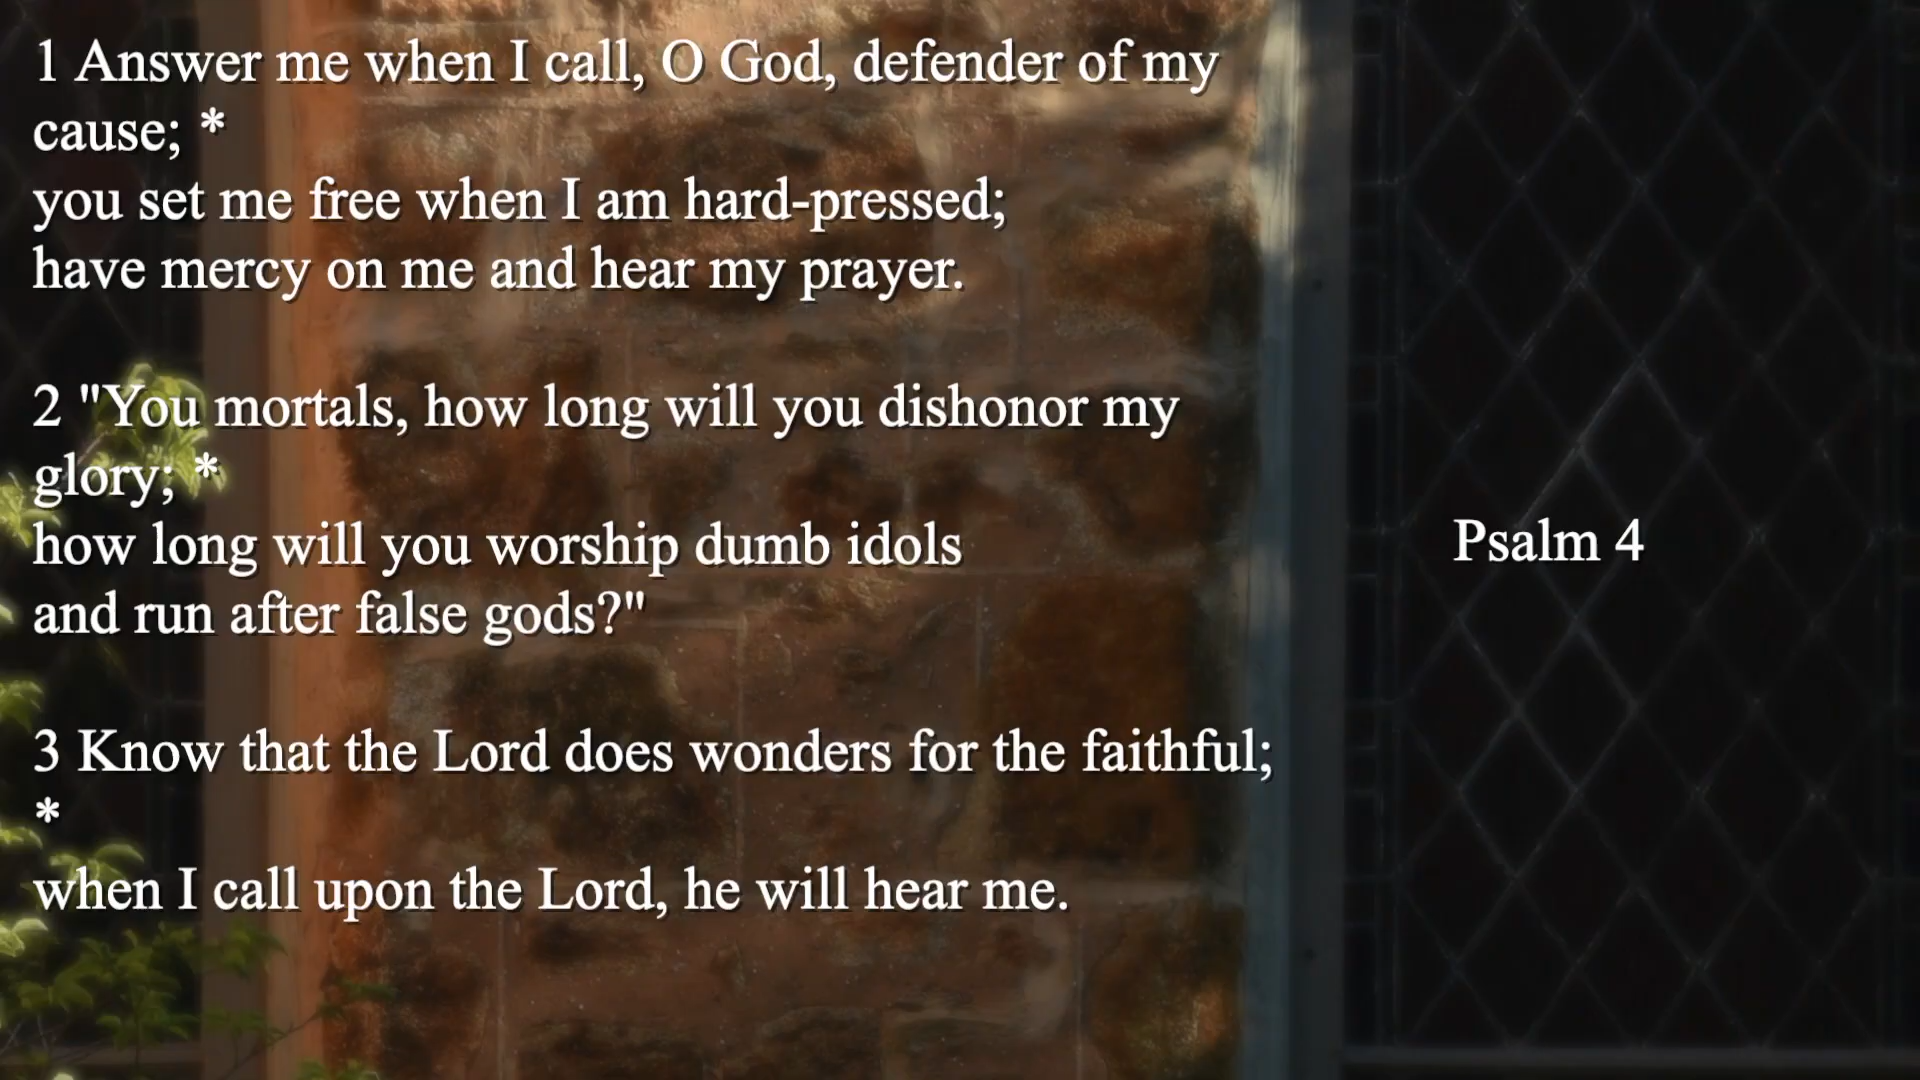 1 Answer me when I call, O God, defender of my
cause; *
you set me free when I am hard-pressed;
have mercy on me and hear my prayer.
2 "You mortals, how long will you dishonor my
glory; *
how long will you worship dumb idols
and run after false gods?"
3 Know that the Lord does wonders for the faithful;
*
when I call upon the Lord, he will hear me.
Psalm 4